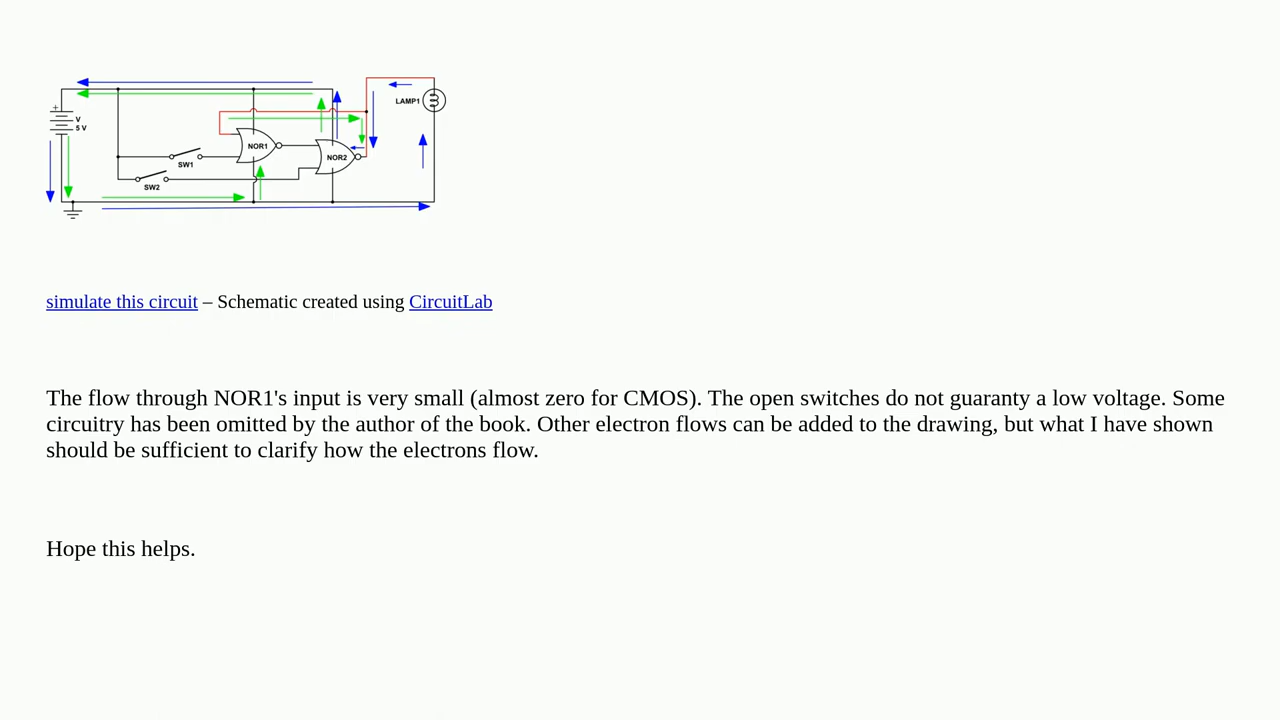 LAMP1
+
V
5 V
NOR1
NOR2
SW1
SW2
simulate this circuit – Schematic created using CircuitLab
The flow through NOR1's input is very small (almost zero for CMOS). The open switches do not guaranty a low voltage. Some
circuitry has been omitted by the author of the book. Other electron flows can be added to the drawing, but what I have shown
should be sufficient to clarify how the electrons flow.
Hope this helps.